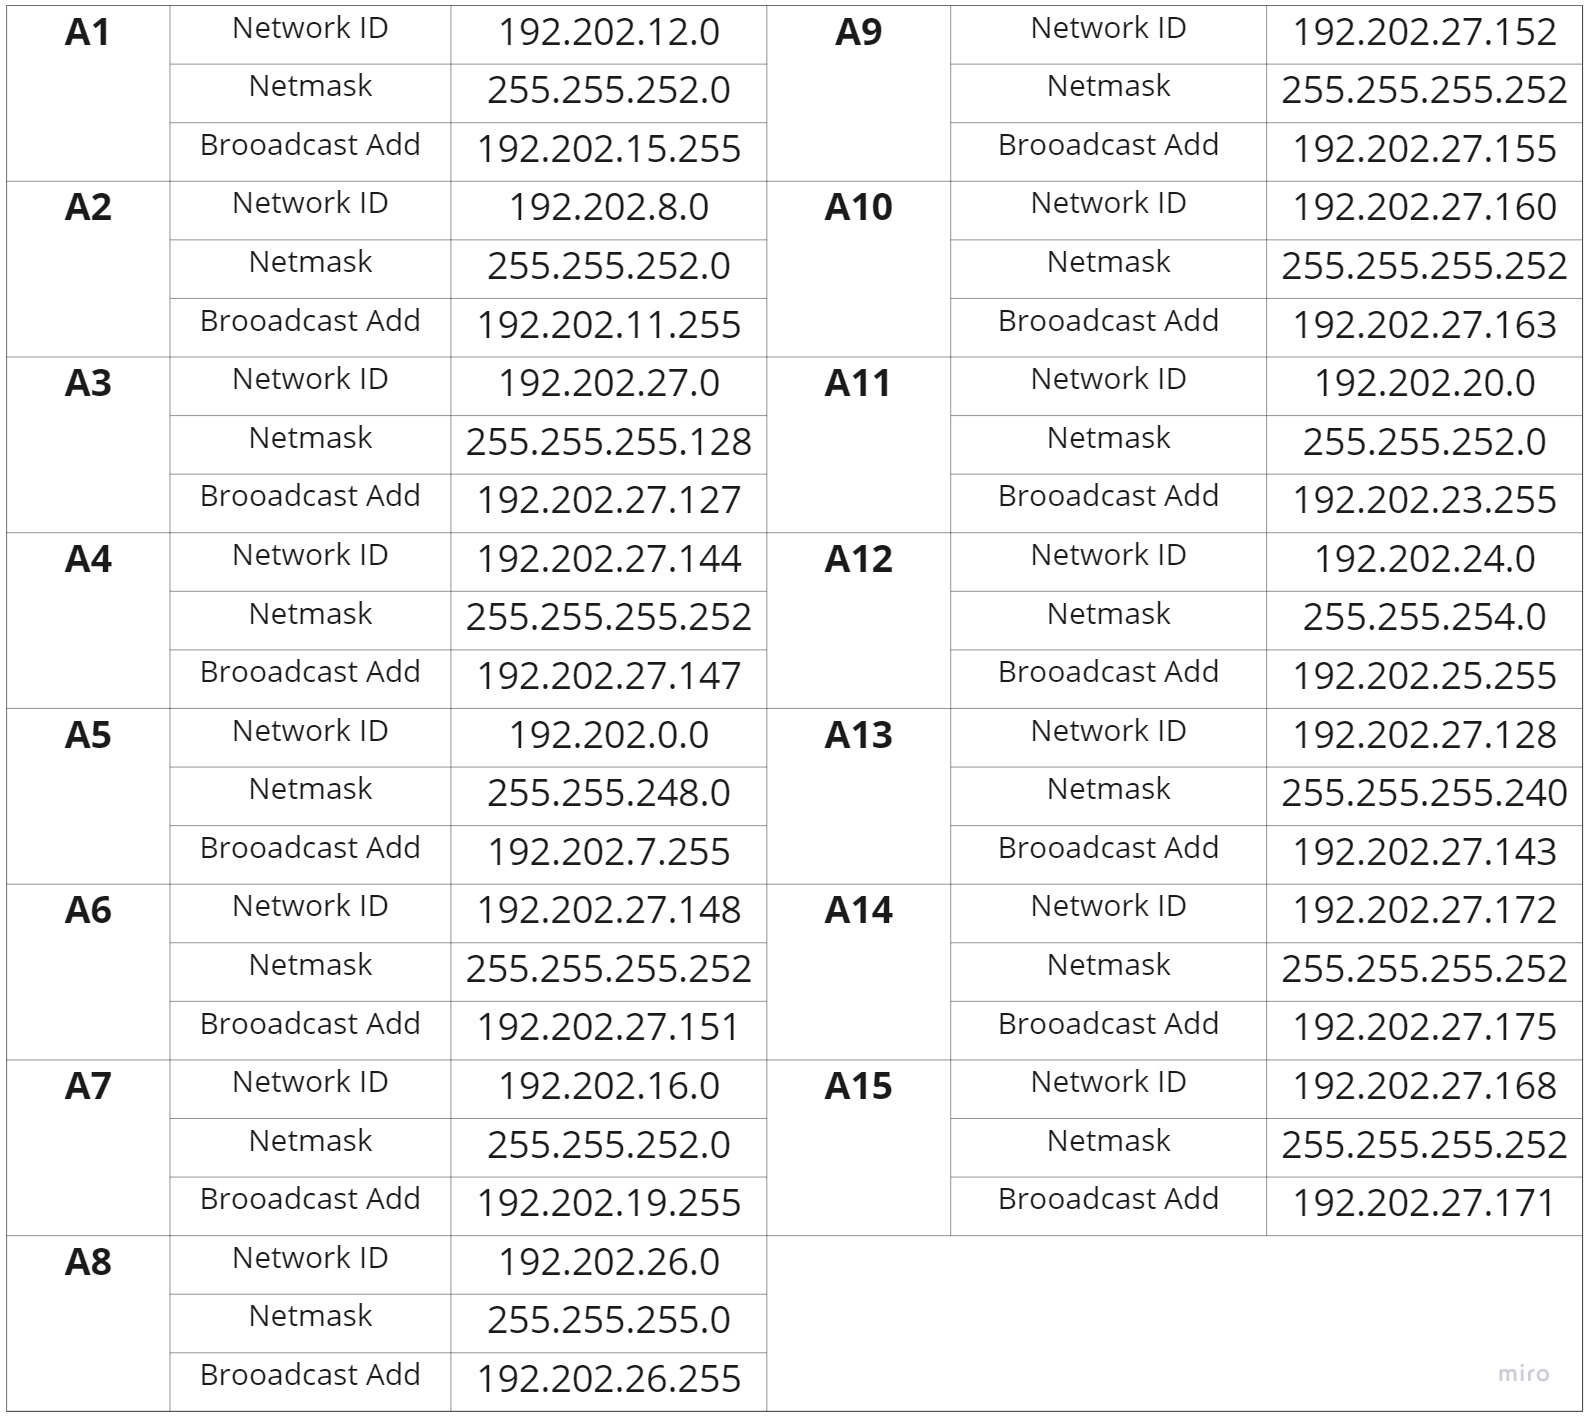 A1 Network ID 192.202.12.0 A9 Network ID 192.202.27.152
Netmask 255.255.252.0 Netmask 255.255.255.252
Brooadcast Add 192.202.15.255 Brooadcast Add 192.202.27.155
A2 Network ID 192.202.8.0 A10 Network ID 192.202.27.160
Netmask 255.255.252.0 Netmask 255.255.255.252
Brooadcast Add 192.202.11.255 Brooadcast Add 192.202.27.163
A3 Network ID 192.202.27.0 A11 Network ID 192.202.20.0
Netmask 255.255.255.128 Netmask 255.255.252.0
Brooadcast Add 192.202.27.127 Brooadcast Add 192.202.23.255
A4 Network ID 192.202.27.144 A12 Network ID 192.202.24.0
Netmask 255.255.255.252 Netmask 255.255.254.0
Brooadcast Add 192.202.27.147 Brooadcast Add 192.202.25.255
A5 Network ID 192.202.0.0 A13 Network ID 192.202.27.128
Netmask 255.255.248.0 Netmask 255.255.255.240
Brooadcast Add 192.202.7.255 Brooadcast Add 192.202.27.143
A6 Network ID 192.202.27.148 A14 Network ID 192.202.27.172
Netmask 255.255.255.252 Netmask 255.255.255.252
Brooadcast Add 192.202.27.151 Brooadcast Add 192.202.27.175
A7 Network ID 192.202.16.0 A15 Network ID 192.202.27.168
Netmask 255.255.252.0 Netmask 255.255.255.252
Brooadcast Add 192.202.19.255 Brooadcast Add 192.202.27.171
A8 Network ID 192.202.26.0
Netmask 255.255.255.0
Brooadcast Add 192.202.26.255
miro